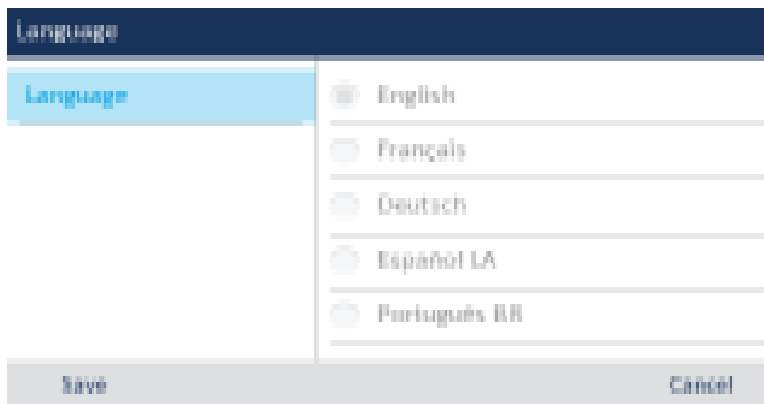 Language
Language
English
Français
Deutsch
Español LA
Português BR
Save
Cancel